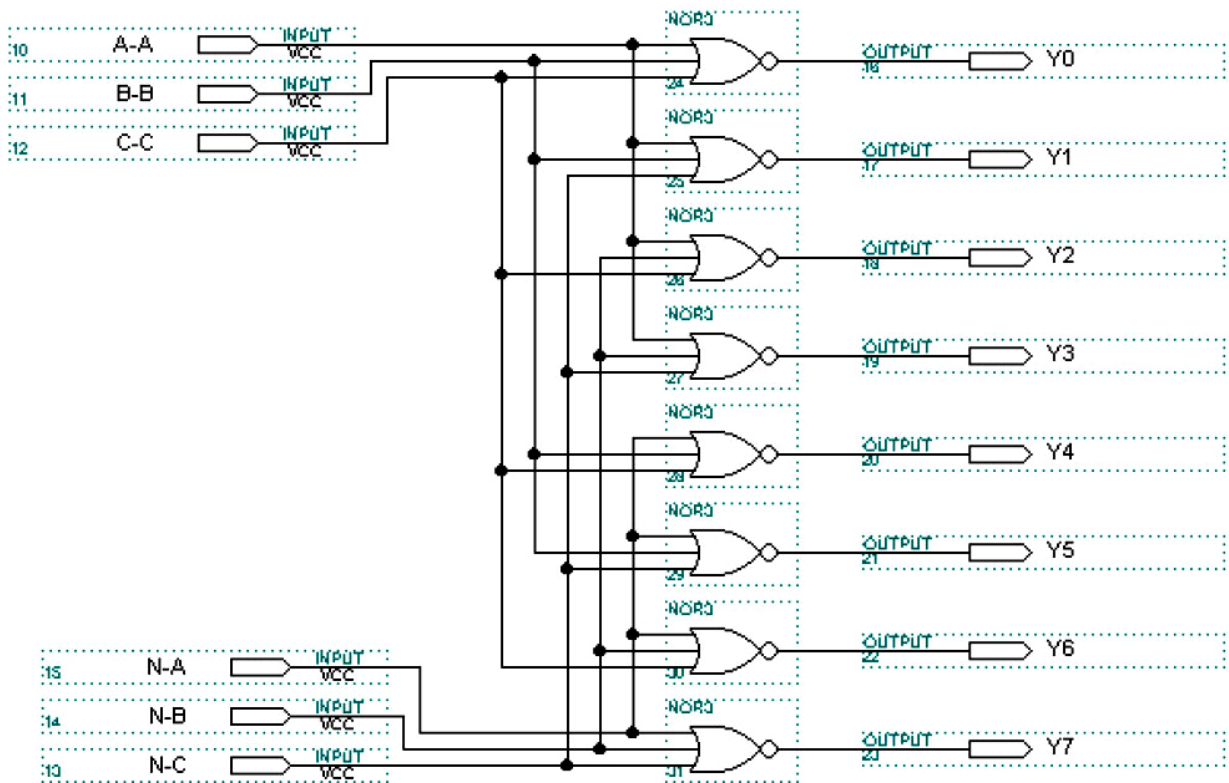 NOR3
10 A-A INPUT VCC
24 OUTPUT 16 Y0
11 B-B INPUT VCC
NOR3
12 C-C INPUT VCC
25 OUTPUT 17 Y1
NOR3
26 OUTPUT 18 Y2
NOR3
27 OUTPUT 19 Y3
NOR3
28 OUTPUT 20 Y4
NOR3
29 OUTPUT 21 Y5
NOR3
15 N-A INPUT VCC
30 OUTPUT 22 Y6
14 N-B INPUT VCC
NOR3
13 N-C INPUT VCC
31 OUTPUT 23 Y7